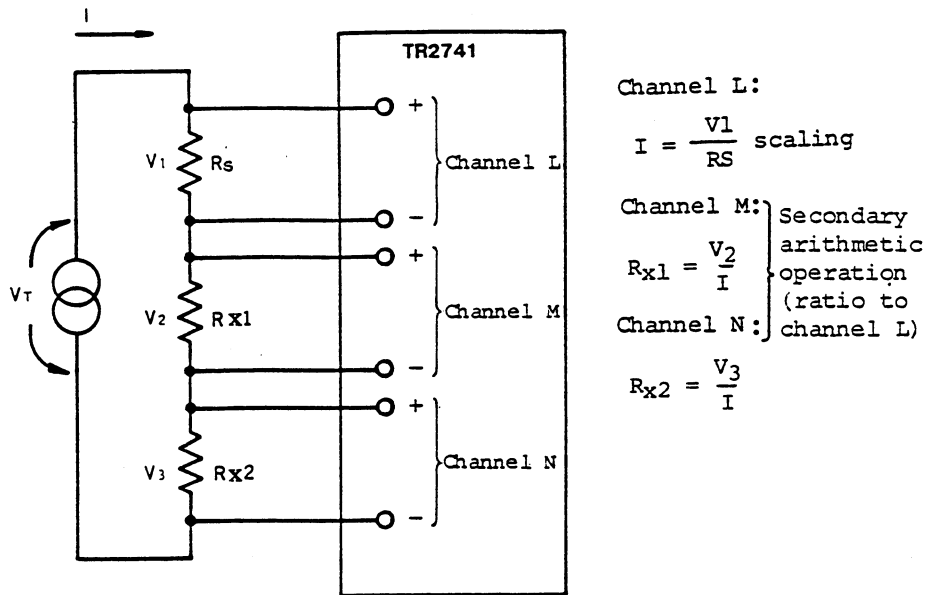 I
TR2741
+
V1 Rs
Channel L
−
+
VT
V2 Rx1
Channel M
−
+
V3 Rx2
Channel N
−
Channel L:
I = V1/RS scaling
Channel M:
Rx1 = V2/I
Channel N:
Secondary
arithmetic
operation
(ratio to
channel L)
Rx2 = V3/I